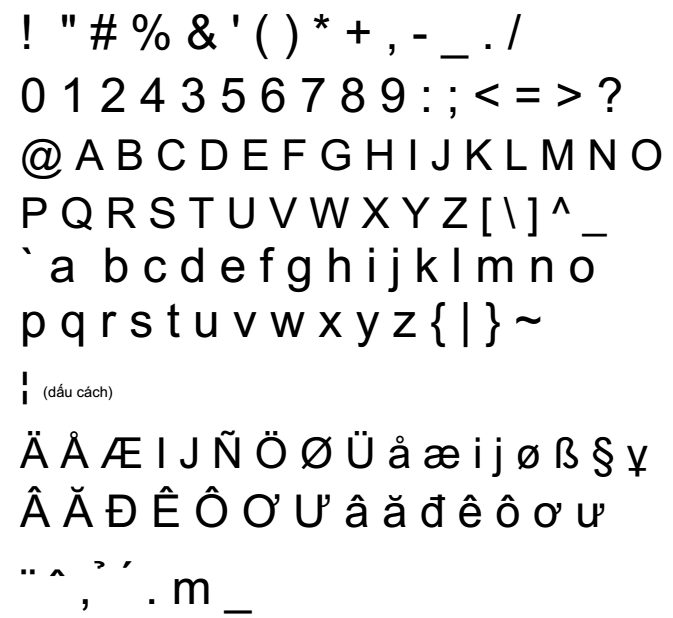 ! " # % & ' ( ) * + , - _ . /
0 1 2 4 3 5 6 7 8 9 : ; < = > ?
@ A B C D E F G H I J K L M N O
P Q R S T U V W X Y Z [ \ ] ^ _
` a b c d e f g h i j k l m n o
p q r s t u v w x y z { | } ~
¦ (dấu cách)
Ä Å Æ I J Ñ Ö Ø Ü å æ i j ø ß § ɏ
 Ă Đ Ê Ô Ơ Ư â ă đ ê ô ơ ư
¨ ˆ , ̉ ̃ ´ . m _